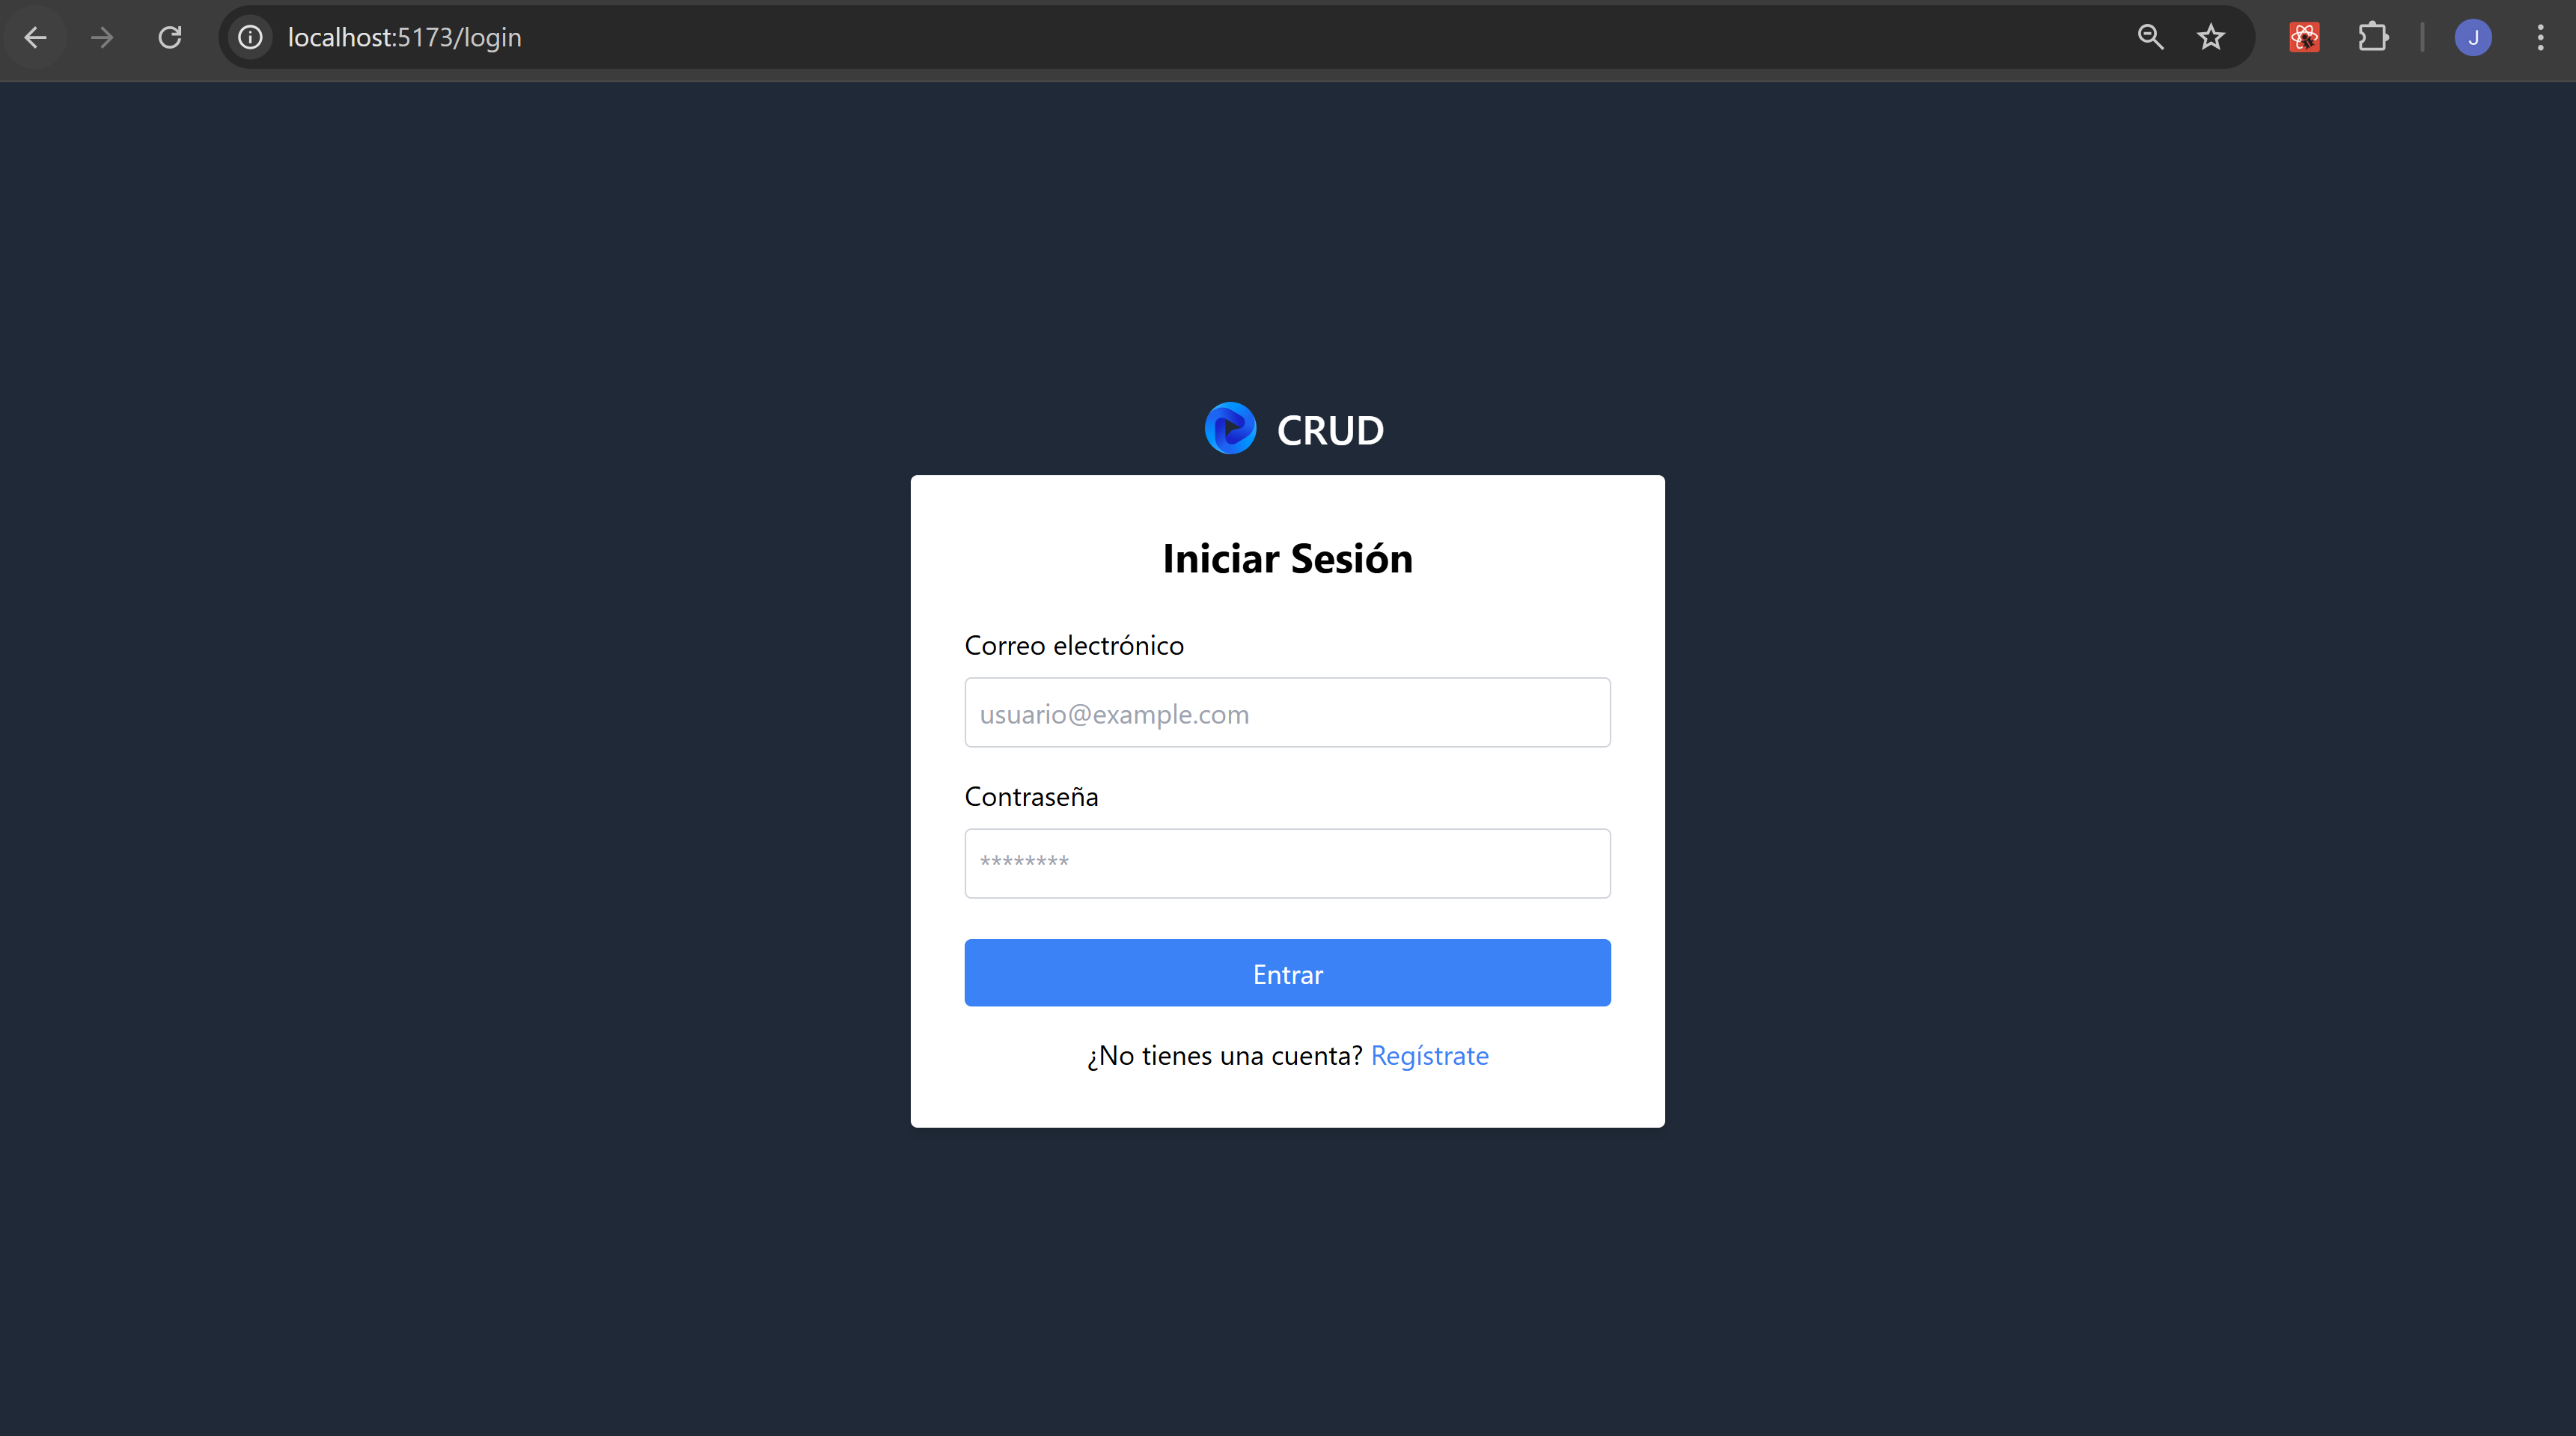 localhost:5173/login
J
CRUD
Iniciar Sesión
Correo electrónico
usuario@example.com
Contraseña
********
Entrar
¿No tienes una cuenta? Regístrate